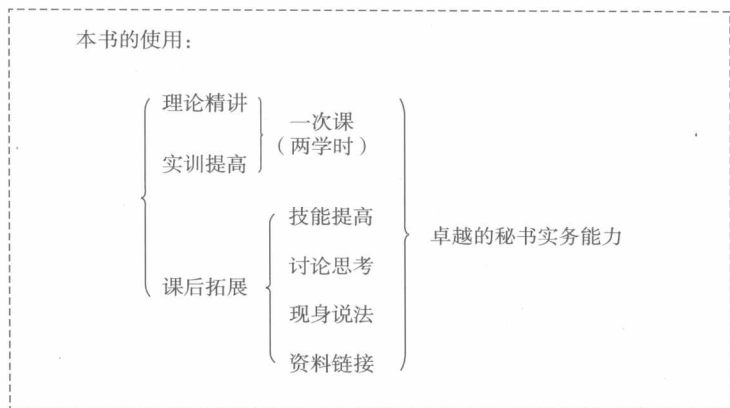 本书的使用：
理论精讲
实训提高
一次课
（两学时）
课后拓展
技能提高
讨论思考
现身说法
资料链接
卓越的秘书实务能力